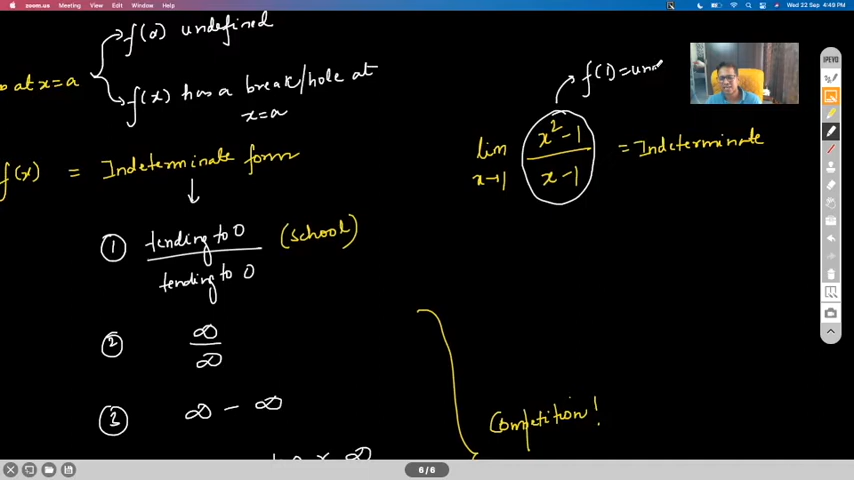 zoom.us Meeting View Edit Window Help
Wed 22 Sep 4:49 PM
f(a) undefined
at x=a
f(x) has a break/hole at
x=a
f(x) = Indeterminate form
① tending to 0 (school)
tending to 0
② ∞
∞
③ ∞ - ∞
x ∞
f(1)=un
lim x²-1 = Indeterminate
x→1 x-1
Competition!
IPEVO
6/6